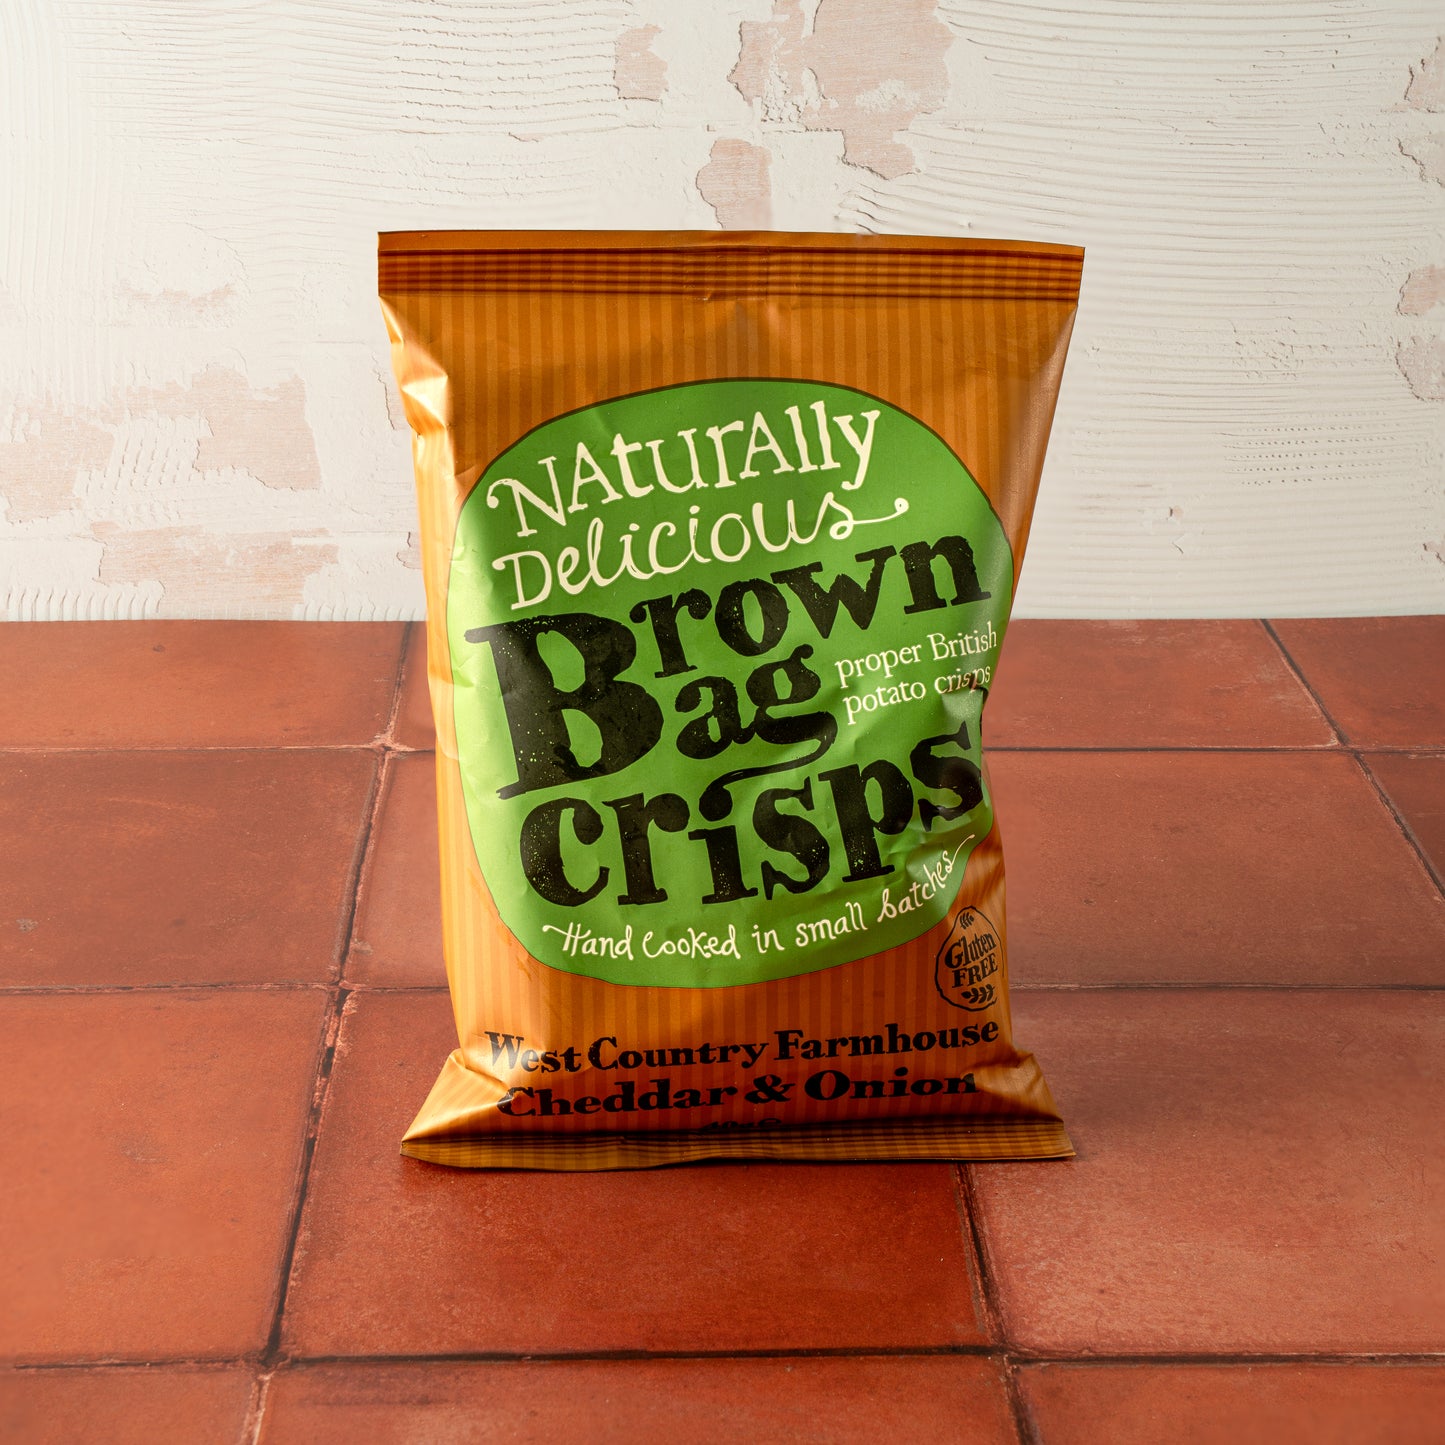 Naturally
Delicious
Brown
Bag
proper British
potato crisps
crisps
Hand cooked in small batches
Gluten
FREE
West Country Farmhouse
Cheddar & Onion